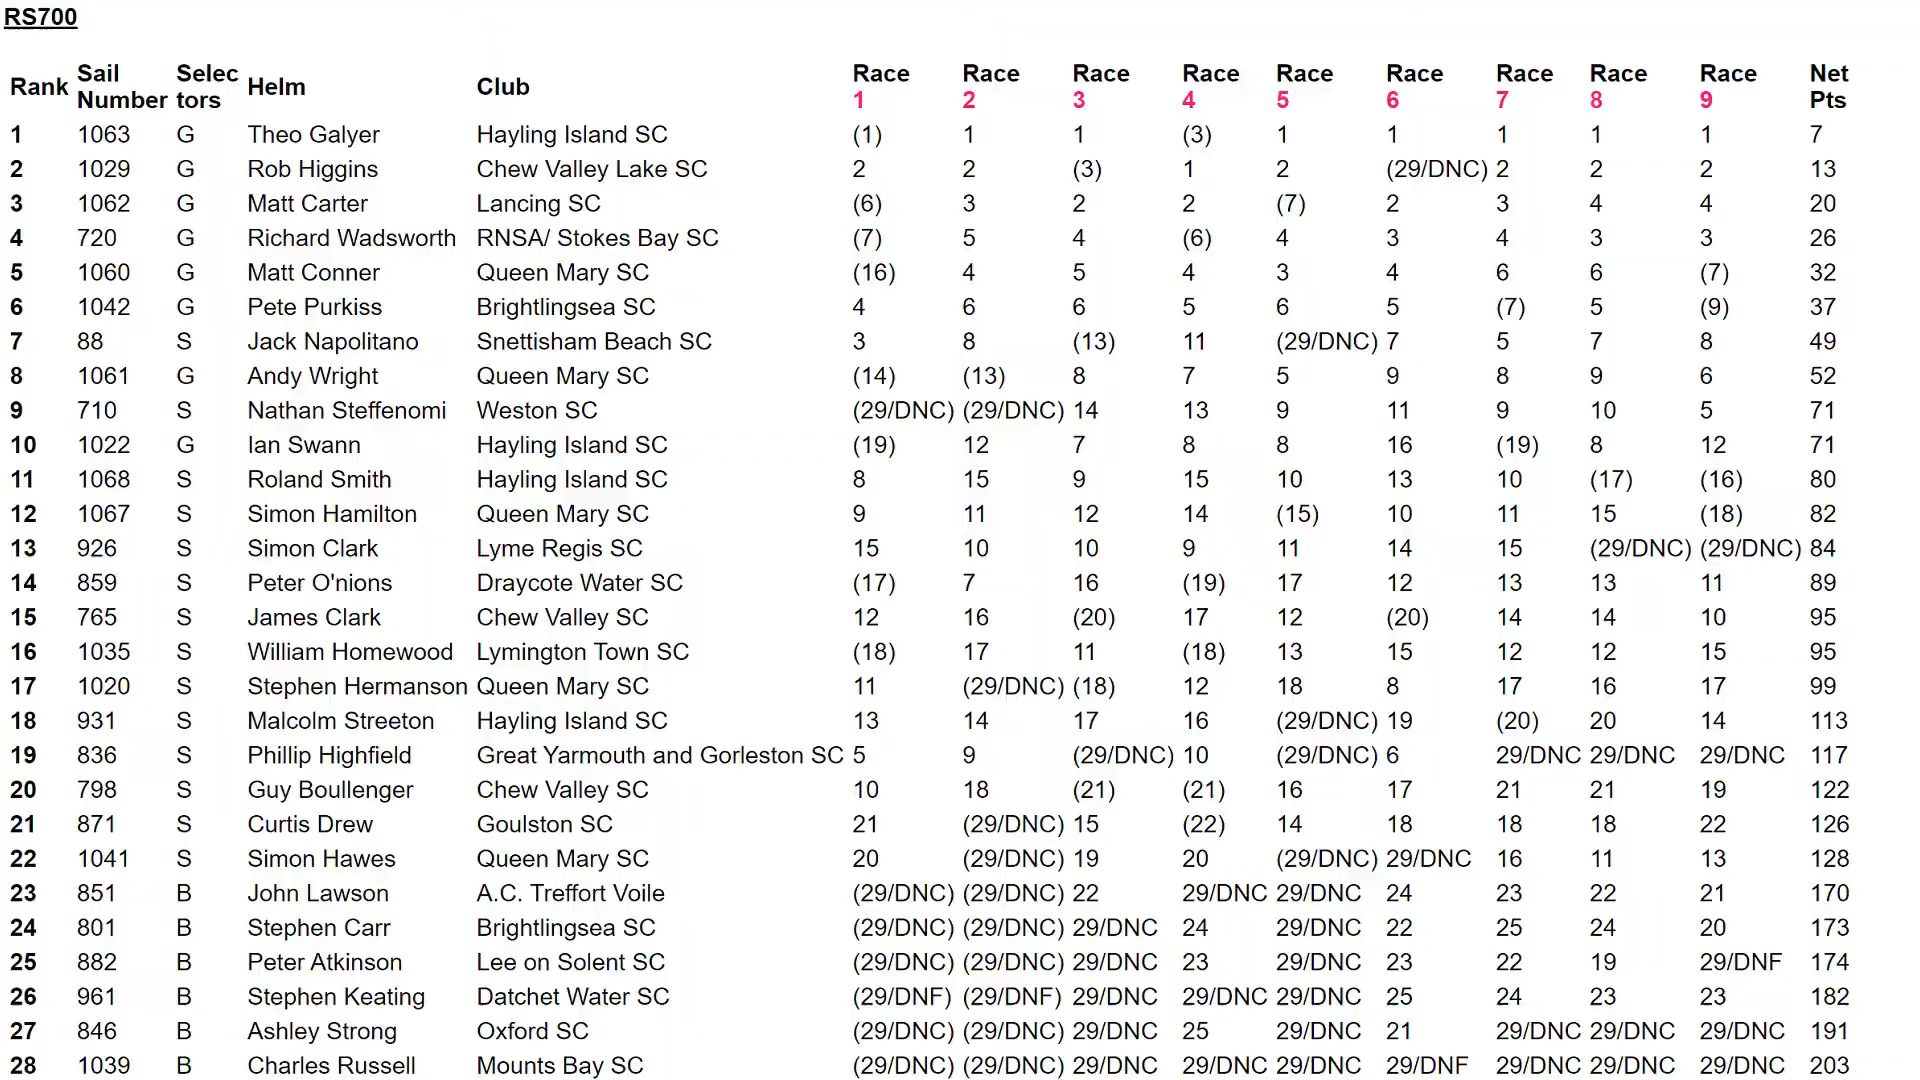 RS700
Rank Sail Number Selec tors Helm Club Race 1 Race 2 Race 3 Race 4 Race 5 Race 6 Race 7 Race 8 Race 9 Net Pts
1 1063 G Theo Galyer Hayling Island SC (1) 1 1 (3) 1 1 1 1 1 7
2 1029 G Rob Higgins Chew Valley Lake SC 2 2 (3) 1 2 (29/DNC) 2 2 2 13
3 1062 G Matt Carter Lancing SC (6) 3 2 2 (7) 2 3 4 4 20
4 720 G Richard Wadsworth RNSA/ Stokes Bay SC (7) 5 4 (6) 4 3 4 3 3 26
5 1060 G Matt Conner Queen Mary SC (16) 4 5 4 3 4 6 6 (7) 32
6 1042 G Pete Purkiss Brightlingsea SC 4 6 6 5 6 5 (7) 5 (9) 37
7 88 S Jack Napolitano Snettisham Beach SC 3 8 (13) 11 (29/DNC) 7 5 7 8 49
8 1061 G Andy Wright Queen Mary SC (14) (13) 8 7 5 9 8 9 6 52
9 710 S Nathan Steffenomi Weston SC (29/DNC) (29/DNC) 14 13 9 11 9 10 5 71
10 1022 G Ian Swann Hayling Island SC (19) 12 7 8 8 16 (19) 8 12 71
11 1068 S Roland Smith Hayling Island SC 8 15 9 15 10 13 10 (17) (16) 80
12 1067 S Simon Hamilton Queen Mary SC 9 11 12 14 (15) 10 11 15 (18) 82
13 926 S Simon Clark Lyme Regis SC 15 10 10 9 11 14 15 (29/DNC) (29/DNC) 84
14 859 S Peter O'nions Draycote Water SC (17) 7 16 (19) 17 12 13 13 11 89
15 765 S James Clark Chew Valley SC 12 16 (20) 17 12 (20) 14 14 10 95
16 1035 S William Homewood Lymington Town SC (18) 17 11 (18) 13 15 12 12 15 95
17 1020 S Stephen Hermanson Queen Mary SC 11 (29/DNC) (18) 12 18 8 17 16 17 99
18 931 S Malcolm Streeton Hayling Island SC 13 14 17 16 (29/DNC) 19 (20) 20 14 113
19 836 S Phillip Highfield Great Yarmouth and Gorleston SC 5 9 (29/DNC) 10 (29/DNC) 6 29/DNC 29/DNC 29/DNC 117
20 798 S Guy Boullenger Chew Valley SC 10 18 (21) (21) 16 17 21 21 19 122
21 871 S Curtis Drew Goulston SC 21 (29/DNC) 15 (22) 14 18 18 18 22 126
22 1041 S Simon Hawes Queen Mary SC 20 (29/DNC) 19 20 (29/DNC) 29/DNC 16 11 13 128
23 851 B John Lawson A.C. Treffort Voile (29/DNC) (29/DNC) 22 29/DNC 29/DNC 24 23 22 21 170
24 801 B Stephen Carr Brightlingsea SC (29/DNC) (29/DNC) 29/DNC 24 29/DNC 22 25 24 20 173
25 882 B Peter Atkinson Lee on Solent SC (29/DNC) (29/DNC) 29/DNC 23 29/DNC 23 22 19 29/DNF 174
26 961 B Stephen Keating Datchet Water SC (29/DNF) (29/DNF) 29/DNC 29/DNC 29/DNC 25 24 23 23 182
27 846 B Ashley Strong Oxford SC (29/DNC) (29/DNC) 29/DNC 25 29/DNC 21 29/DNC 29/DNC 29/DNC 191
28 1039 B Charles Russell Mounts Bay SC (29/DNC) (29/DNC) 29/DNC 29/DNC 29/DNC 29/DNF 29/DNC 29/DNC 29/DNC 203